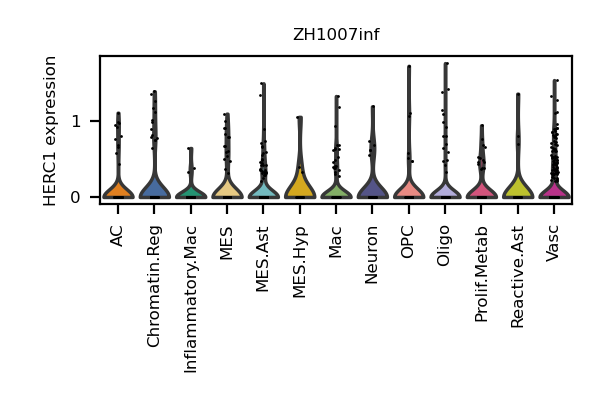 ZH1007inf
HERC1 expression
1
0
AC
Chromatin.Reg
Inflammatory.Mac
MES
MES.Ast
MES.Hyp
Mac
Neuron
OPC
Oligo
Prolif.Metab
Reactive.Ast
Vasc